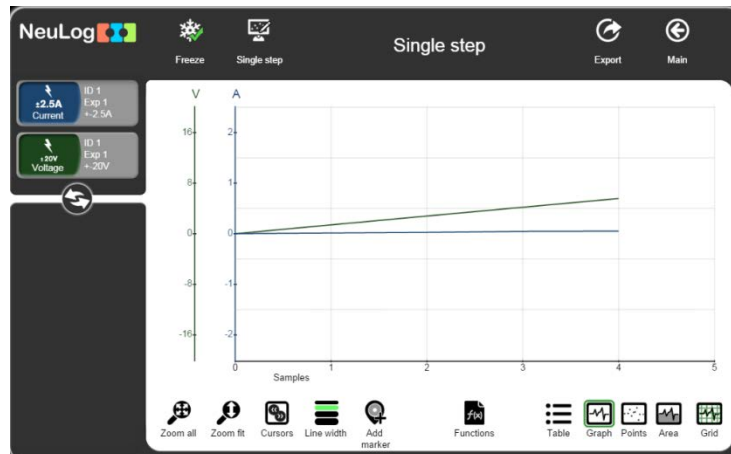 NeuLog
Freeze
Single step
Single step
Export
Main
±2.5A
Current
ID 1
Exp 1
+-2.5A
±20V
Voltage
ID 1
Exp 1
+-20V
V
A
16
8
0
-8
-16
2
1
0
-1
-2
0 1 2 3 4 5
Samples
Zoom all
Zoom fit
Cursors
Line width
Add
marker
f(x)
Functions
Table
Graph
Points
Area
Grid